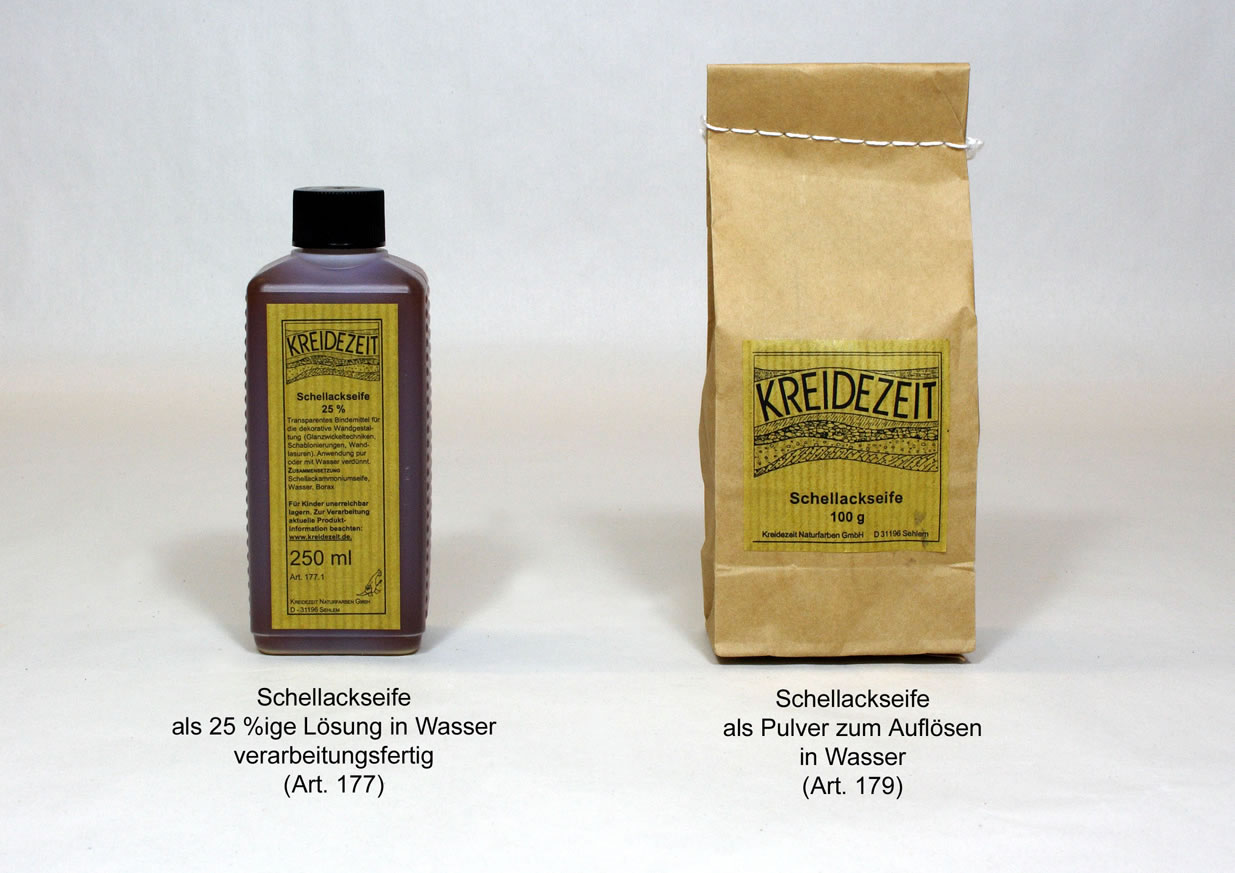 KREIDEZEIT
Schellackseife
25 %
Transparentes Bindemittel für
die dekorative Wandgestal-
tung (Glanzwickeltechniken,
Schablonierungen, Wand-
lasuren). Anwendung pur
oder mit Wasser verdünnt.
ZUSAMMENSETZUNG
Schellackammoniumseife,
Wasser, Borax
Für Kinder unerreichbar
lagern. Zur Verarbeitung
aktuelle Produkt-
information beachten:
www.kreidezeit.de.
250 ml
Art. 177.1
KREIDEZEIT NATURFARBEN GMBH
D - 31196 SEHLEM
KREIDEZEIT
Schellackseife
100 g
Kreidezeit Naturfarben GmbH D 31196 Sehlem
Schellackseife
als 25 %ige Lösung in Wasser
verarbeitungsfertig
(Art. 177)
Schellackseife
als Pulver zum Auflösen
in Wasser
(Art. 179)